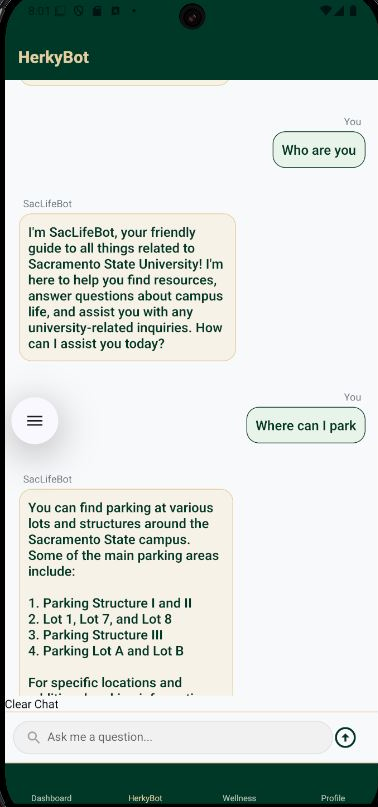 8:01
HerkyBot
You
Who are you
SacLifeBot
I'm SacLifeBot, your friendly
guide to all things related to
Sacramento State University! I'm
here to help you find resources,
answer questions about campus
life, and assist you with any
university-related inquiries. How
can I assist you today?
You
Where can I park
SacLifeBot
You can find parking at various
lots and structures around the
Sacramento State campus.
Some of the main parking areas
include:
1. Parking Structure I and II
2. Lot 1, Lot 7, and Lot 8
3. Parking Structure III
4. Parking Lot A and Lot B
For specific locations and
Clear Chat
Ask me a question...
Dashboard
HerkyBot
Wellness
Profile